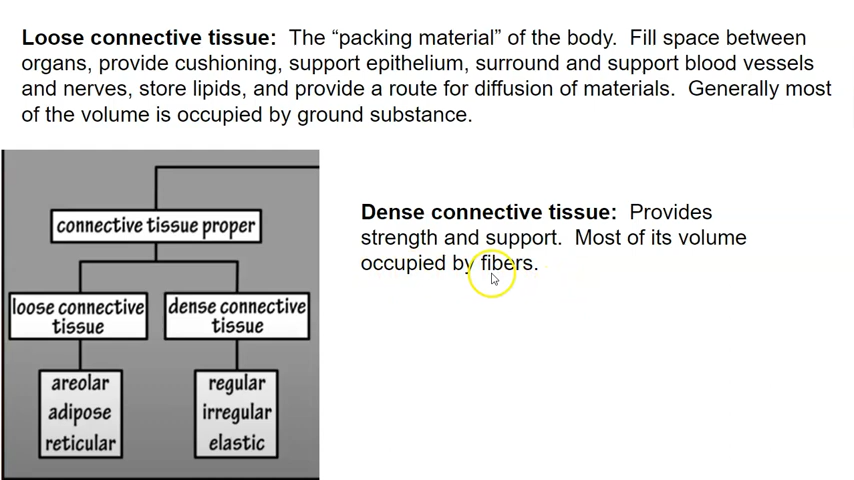 Loose connective tissue: The “packing material” of the body. Fill space between
organs, provide cushioning, support epithelium, surround and support blood vessels
and nerves, store lipids, and provide a route for diffusion of materials. Generally most
of the volume is occupied by ground substance.
connective tissue proper
loose connective
tissue
dense connective
tissue
areolar
adipose
reticular
regular
irregular
elastic
Dense connective tissue: Provides
strength and support. Most of its volume
occupied by fibers.